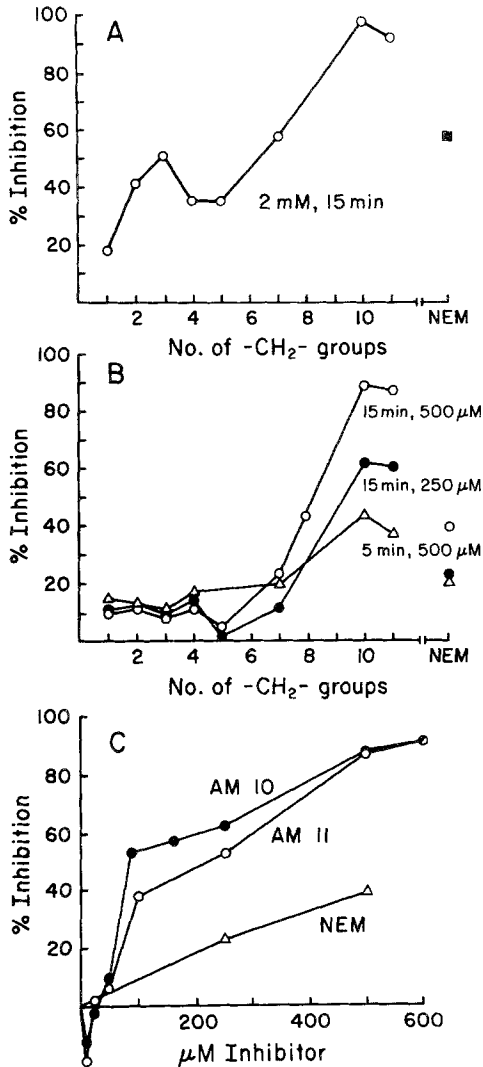 A
100
80
60
40
20
% Inhibition
2 mM, 15 min
2 4 6 8 10 NEM
No. of -CH₂- groups
B
100
80
60
40
20
% Inhibition
15 min, 500 μM
15 min, 250 μM
5 min, 500 μM
2 4 6 8 10 NEM
No. of -CH₂- groups
C
100
80
60
40
20
% Inhibition
AM 10
AM 11
NEM
200 400 600
μM Inhibitor